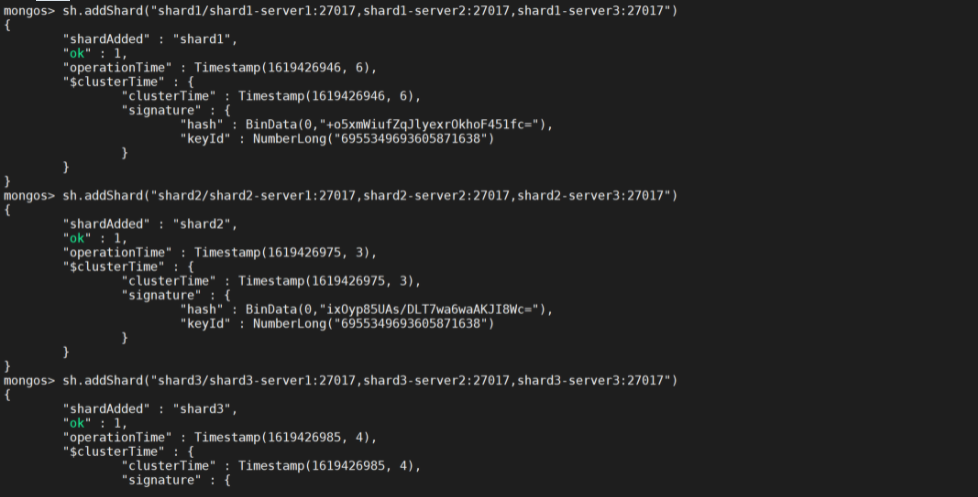 mongos> sh.addShard("shard1/shard1-server1:27017,shard1-server2:27017,shard1-server3:27017")
{
        "shardAdded" : "shard1",
        "ok" : 1,
        "operationTime" : Timestamp(1619426946, 6),
        "$clusterTime" : {
                "clusterTime" : Timestamp(1619426946, 6),
                "signature" : {
                        "hash" : BinData(0,"+o5xmWiufZqJlyexrOkhoF451fc="),
                        "keyId" : NumberLong("6955349693605871638")
                }
        }
}
mongos> sh.addShard("shard2/shard2-server1:27017,shard2-server2:27017,shard2-server3:27017")
{
        "shardAdded" : "shard2",
        "ok" : 1,
        "operationTime" : Timestamp(1619426975, 3),
        "$clusterTime" : {
                "clusterTime" : Timestamp(1619426975, 3),
                "signature" : {
                        "hash" : BinData(0,"ixOyp85UAs/DLT7wa6waAKJI8Wc="),
                        "keyId" : NumberLong("6955349693605871638")
                }
        }
}
mongos> sh.addShard("shard3/shard3-server1:27017,shard3-server2:27017,shard3-server3:27017")
{
        "shardAdded" : "shard3",
        "ok" : 1,
        "operationTime" : Timestamp(1619426985, 4),
        "$clusterTime" : {
                "clusterTime" : Timestamp(1619426985, 4),
                "signature" : {